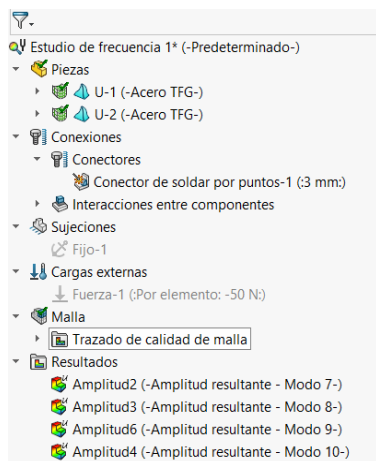 Estudio de frecuencia 1* (-Predeterminado-)
Piezas
U-1 (-Acero TFG-)
U-2 (-Acero TFG-)
Conexiones
Conectores
Conector de soldar por puntos-1 (:3 mm:)
Interacciones entre componentes
Sujeciones
Fijo-1
Cargas externas
Fuerza-1 (:Por elemento: -50 N:)
Malla
Trazado de calidad de malla
Resultados
Amplitud2 (-Amplitud resultante - Modo 7-)
Amplitud3 (-Amplitud resultante - Modo 8-)
Amplitud6 (-Amplitud resultante - Modo 9-)
Amplitud4 (-Amplitud resultante - Modo 10-)